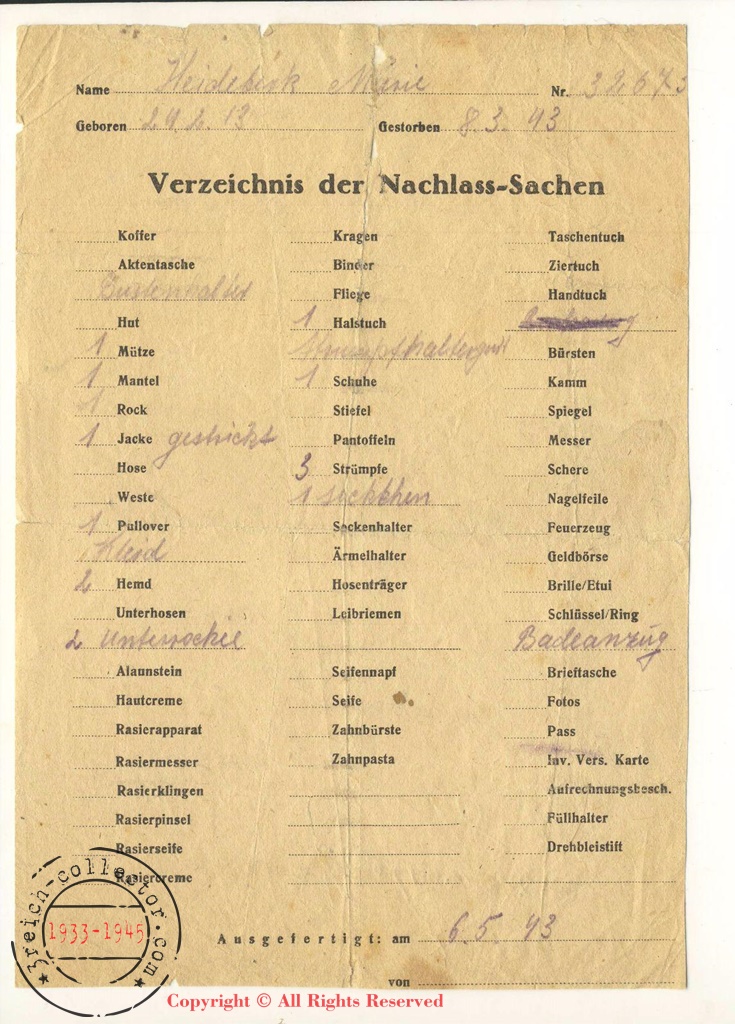 Name Heidebisk Marie Nr. 32673
Geboren 24.2.13 Gestorben 8.3.43
Verzeichnis der Nachlass-Sachen
Koffer Kragen Taschentuch
Aktentasche Binder Ziertuch
Büstenhalter Fliege Handtuch
Hut 1 Halstuch
1 Mütze Strumpfhaltergurt Bürsten
1 Mantel 1 Schuhe Kamm
1 Rock Stiefel Spiegel
1 Jacke gestrickt Pantoffeln Messer
Hose 3 Strümpfe Schere
Weste 1 Nagelfeile
1 Pullover Sockenhalter Feuerzeug
Kleid Ärmelhalter Geldbörse
2 Hemd Hosenträger Brille/Etui
Unterhosen Leibriemen Schlüssel/Ring
2 Unterröcke Badeanzug
Alaunstein Seifennapf Brieftasche
Hautcreme Seife Fotos
Rasierapparat Zahnbürste Pass
Rasiermesser Zahnpasta Inv. Vers. Karte
Rasierklingen Aufrechnungsbesch.
Rasierpinsel Füllhalter
Rasierseife Drehbleistift
Rasiercreme
Ausgefertigt: am 6.5.43
von
3reich-collector.com
1933-1945
Copyright © All Rights Reserved